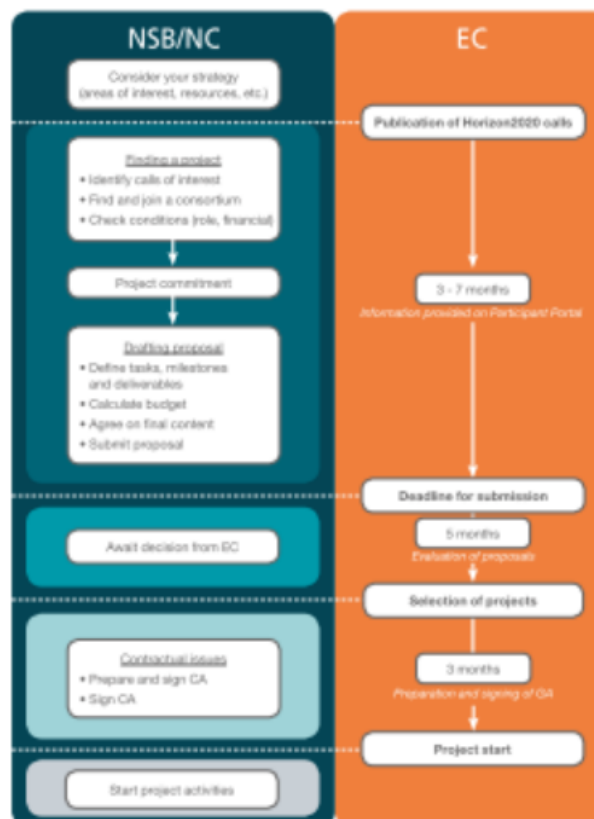 NSB/NC
Consider your strategy
(areas of interest, resources, etc.)
Finding a project
• Identify calls of interest
• Find and join a consortium
• Check conditions (role, financial)
Project commitment
Drafting proposal
• Define tasks, milestones
and deliverables
• Calculate budget
• Agree on final content
• Submit proposal
Await decision from EC
Contractual issues
• Prepare and sign CA
• Sign CA
Start project activities
EC
Publication of Horizon2020 calls
3 - 7 months
Information provided on Participant Portal
Deadline for submission
5 months
Evaluation of proposals
Selection of projects
3 months
Preparation and signing of GA
Project start